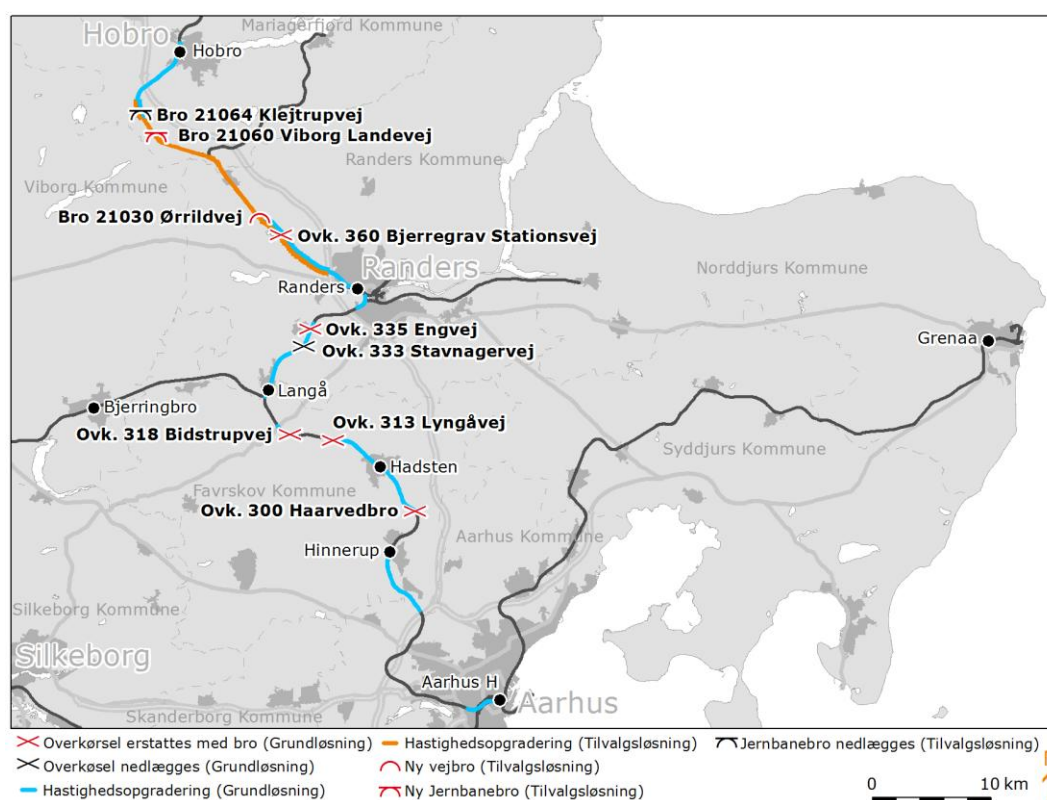 Mariagerfjord Kommune
Hobro
Hobro
Bro 21064 Klejtrupvej
Bro 21060 Viborg Landevej
Randers Kommune
Viborg Kommune
Bro 21030 Ørrildvej
Ovk. 360 Bjerregrav Stationsvej
Randers
Norddjurs Kommune
Randers
Ovk. 335 Engvej
Grenaa
Ovk. 333 Stavnagervej
Langå
Bjerringbro
Ovk. 313 Lyngåvej
Ovk. 318 Bidstrupvej
Syddjurs Kommune
Hadsten
Favrskov Kommune
Ovk. 300 Haarvedbro
Aarhus Kommune
Hinnerup
Silkeborg Kommune
Silkeborg
Aarhus H
Aarhus
Skanderborg Kommune
Overkørsel erstattes med bro (Grundløsning)
Hastighedsopgradering (Tilvalgsløsning)
Jernbanebro nedlægges (Tilvalgsløsning)
Overkøsel nedlægges (Grundløsning)
Ny vejbro (Tilvalgsløsning)
Hastighedsopgradering (Grundløsning)
Ny Jernbanebro (Tilvalgsløsning)
0 10 km